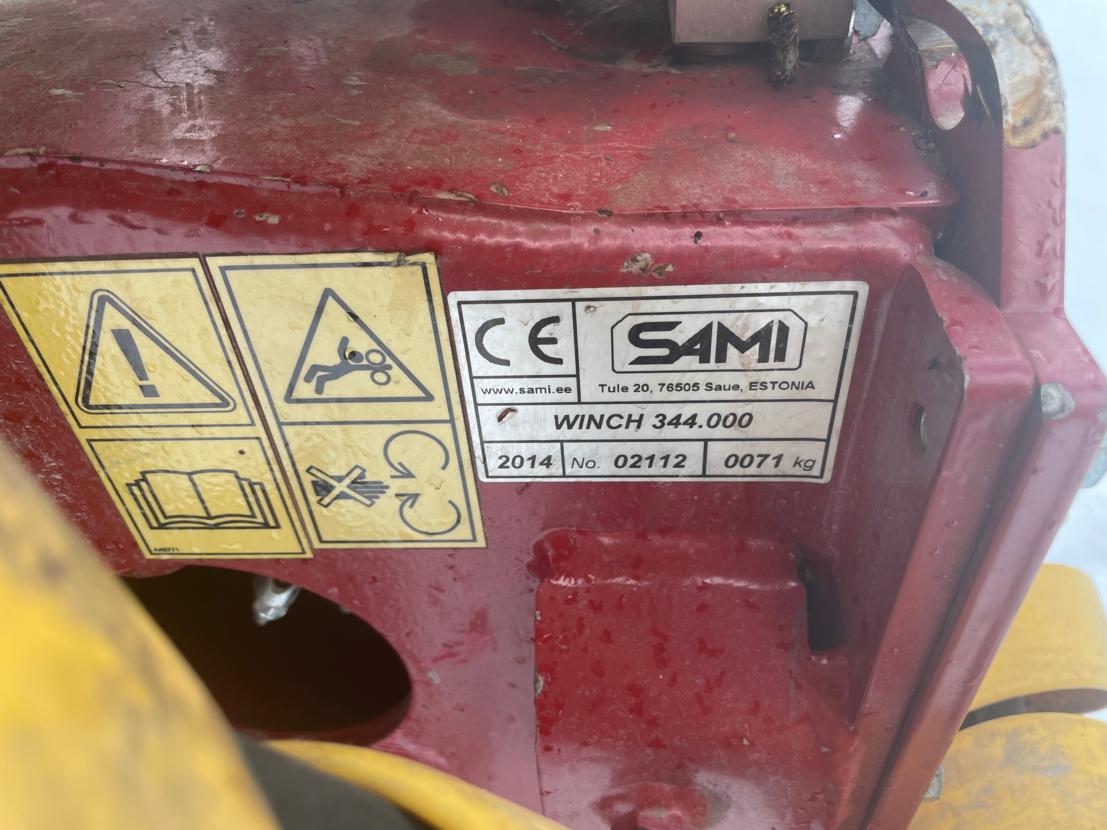 CE
SAMI
www.sami.ee
Tule 20, 76505 Saue, ESTONIA
WINCH 344.000
2014 No. 02112 0071 kg